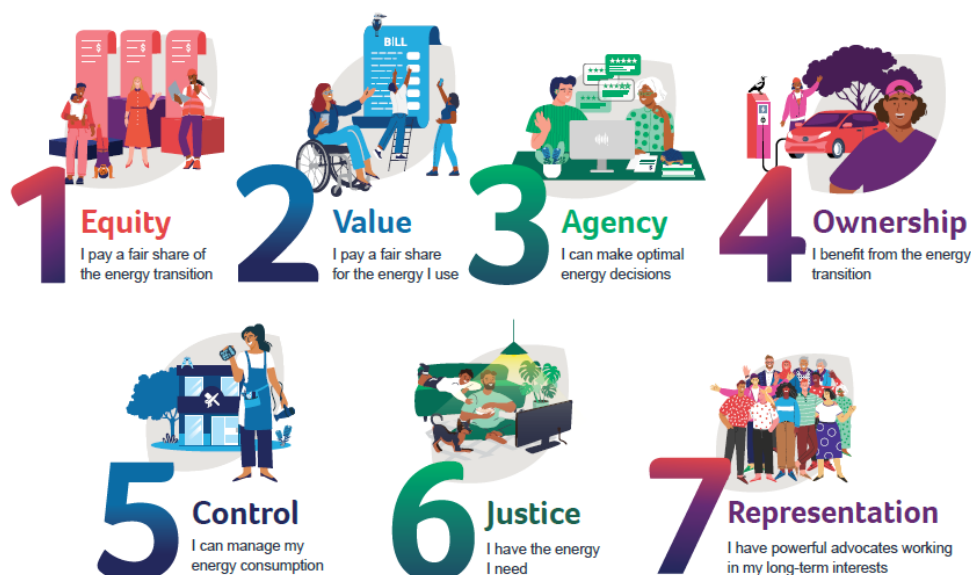 BILL
1 Equity
I pay a fair share of
the energy transition
2 Value
I pay a fair share
for the energy I use
3 Agency
I can make optimal
energy decisions
4 Ownership
I benefit from the energy
transition
5 Control
I can manage my
energy consumption
6 Justice
I have the energy
I need
7 Representation
I have powerful advocates working
in my long-term interests